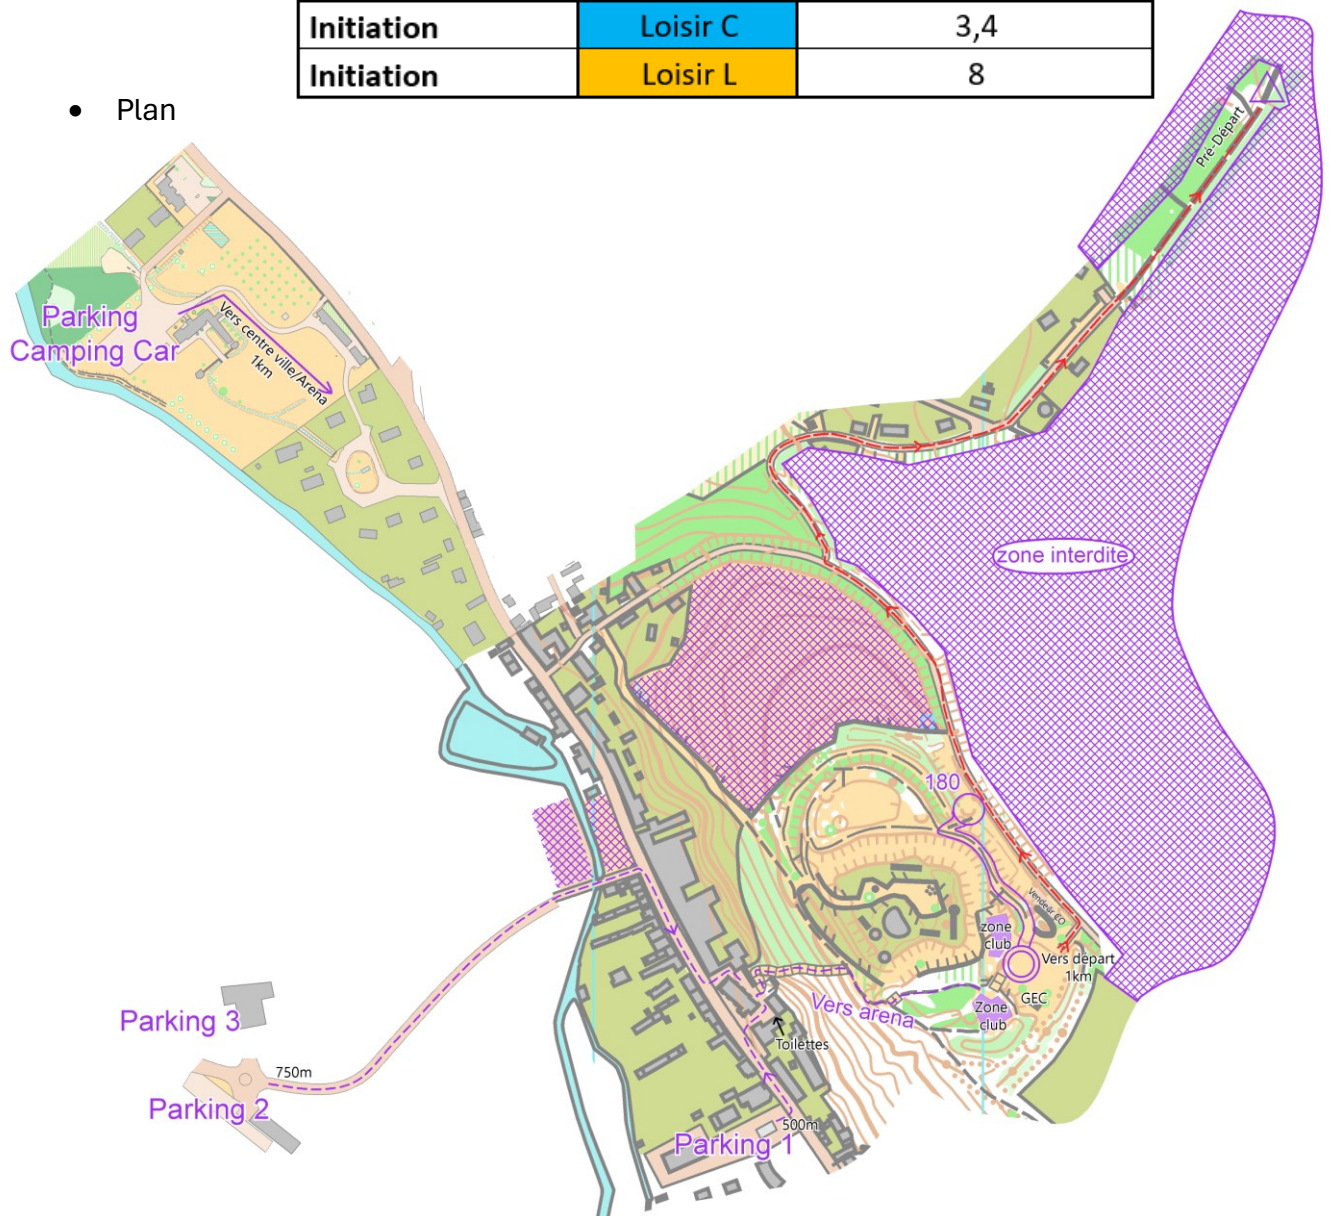 Initiation Loisir C 3,4
Initiation Loisir L 8
• Plan
Pré-Départ
Parking
Camping Car
Vers centre ville/Arena
1km
zone interdite
180
Vendeur CO
zone
club
Vers départ
1km
GEC
Zone
club
Vers arena
Toilettes
Parking 3
750m
Parking 2
500m
Parking 1